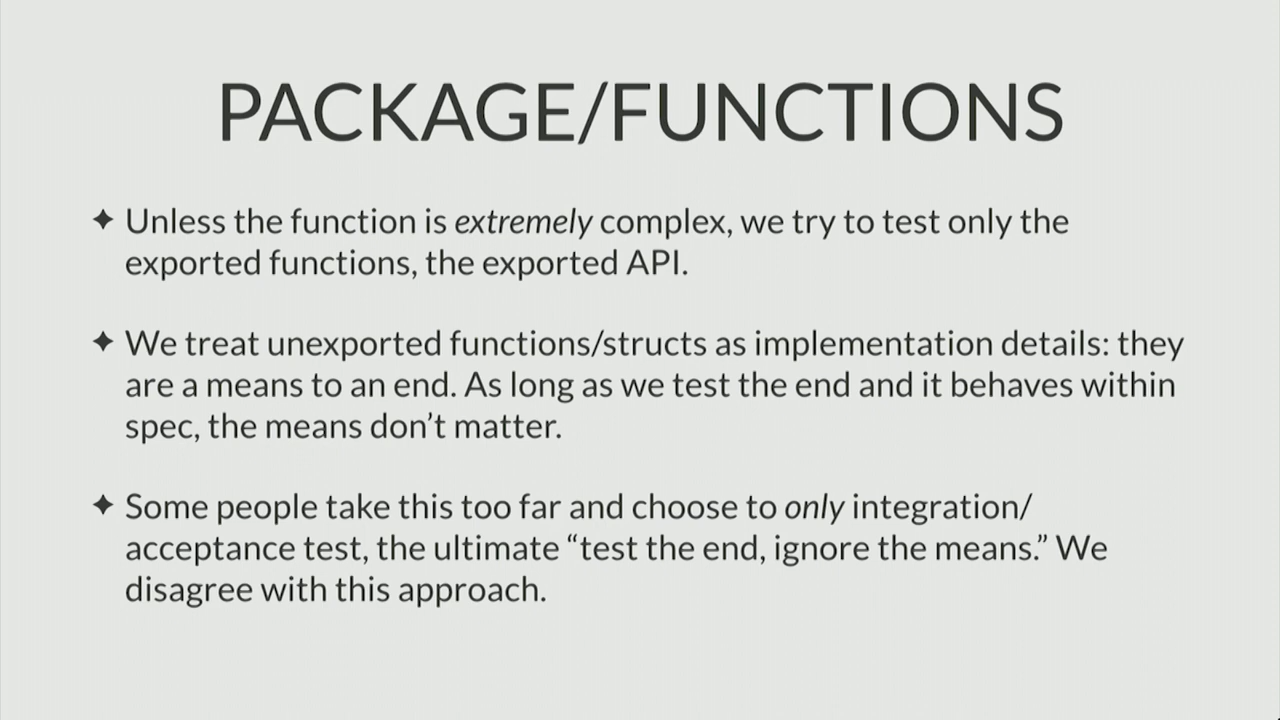 PACKAGE/FUNCTIONS
✦ Unless the function is extremely complex, we try to test only the
exported functions, the exported API.
✦ We treat unexported functions/structs as implementation details: they
are a means to an end. As long as we test the end and it behaves within
spec, the means don’t matter.
✦ Some people take this too far and choose to only integration/
acceptance test, the ultimate “test the end, ignore the means.” We
disagree with this approach.